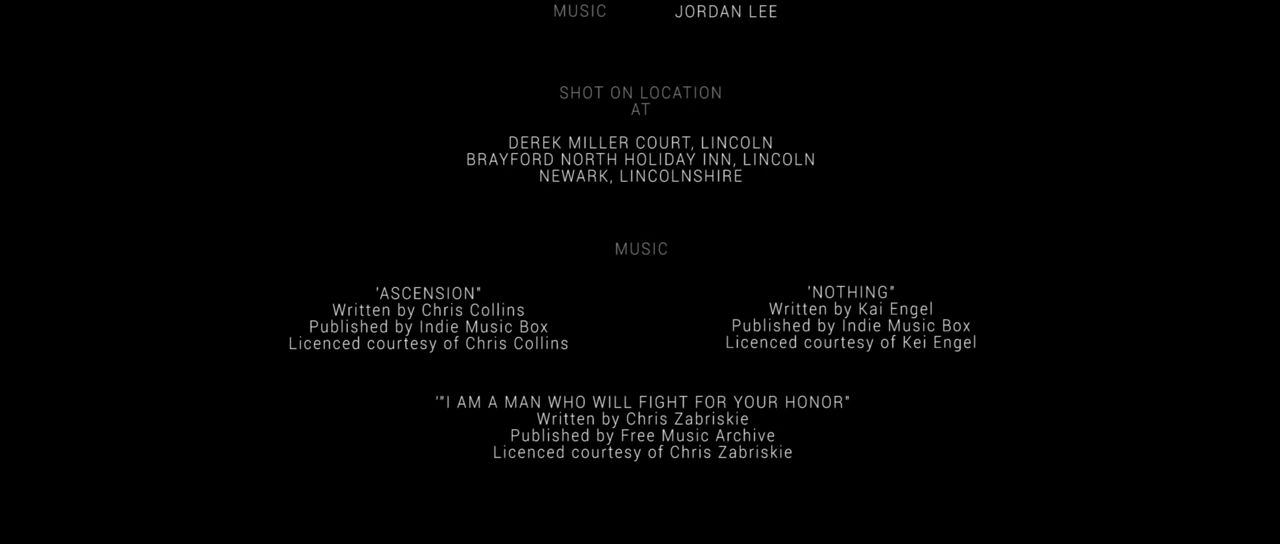 MUSIC JORDAN LEE
SHOT ON LOCATION
AT
DEREK MILLER COURT, LINCOLN
BRAYFORD NORTH HOLIDAY INN, LINCOLN
NEWARK, LINCOLNSHIRE
MUSIC
'ASCENSION"
Written by Chris Collins
Published by Indie Music Box
Licenced courtesy of Chris Collins
'NOTHING"
Written by Kai Engel
Published by Indie Music Box
Licenced courtesy of Kei Engel
'"I AM A MAN WHO WILL FIGHT FOR YOUR HONOR"
Written by Chris Zabriskie
Published by Free Music Archive
Licenced courtesy of Chris Zabriskie